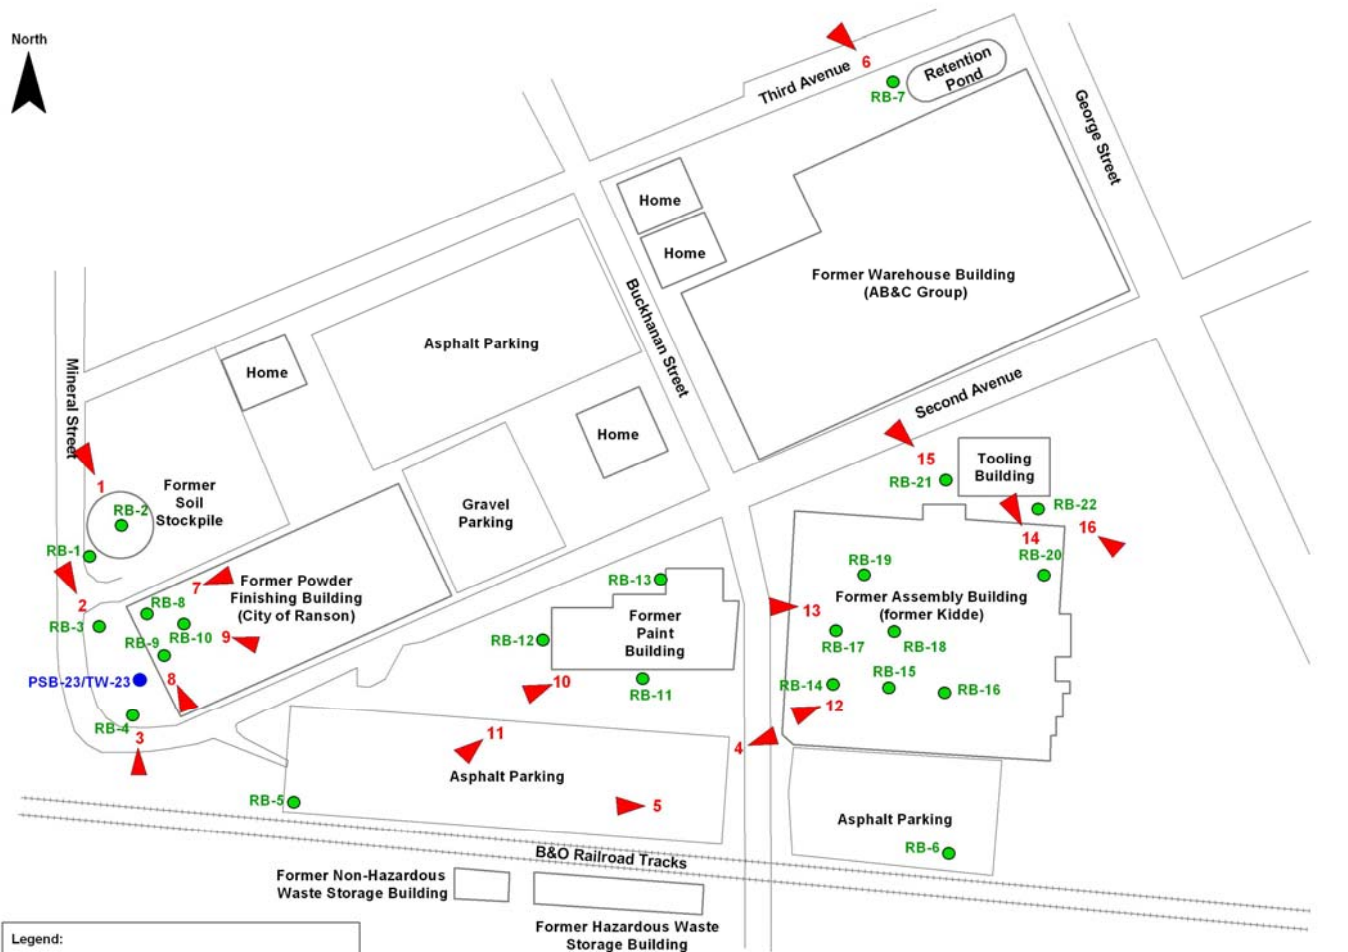 North
6
Third Avenue
Retention
Pond
RB-7
George Street
Home
Home
Former Warehouse Building
(AB&C Group)
Buckhanan Street
Asphalt Parking
Home
Mineral Street
Second Avenue
Home
15
Tooling
Building
RB-21
1
Former
Soil
Stockpile
RB-2
Gravel
Parking
RB-22
14
16
RB-1
RB-20
RB-19
2
7
Former Powder
Finishing Building
(City of Ranson)
RB-13
Former Assembly Building
(former Kidde)
13
RB-8
RB-3
RB-10
RB-9
9
RB-12
Former
Paint
Building
RB-17
RB-18
PSB-23/TW-23
8
10
RB-11
RB-14
RB-15
RB-16
12
RB-4
3
11
4
Asphalt Parking
RB-5
5
Asphalt Parking
RB-6
B&O Railroad Tracks
Former Non-Hazardous
Waste Storage Building
Former Hazardous Waste
Storage Building
Legend: